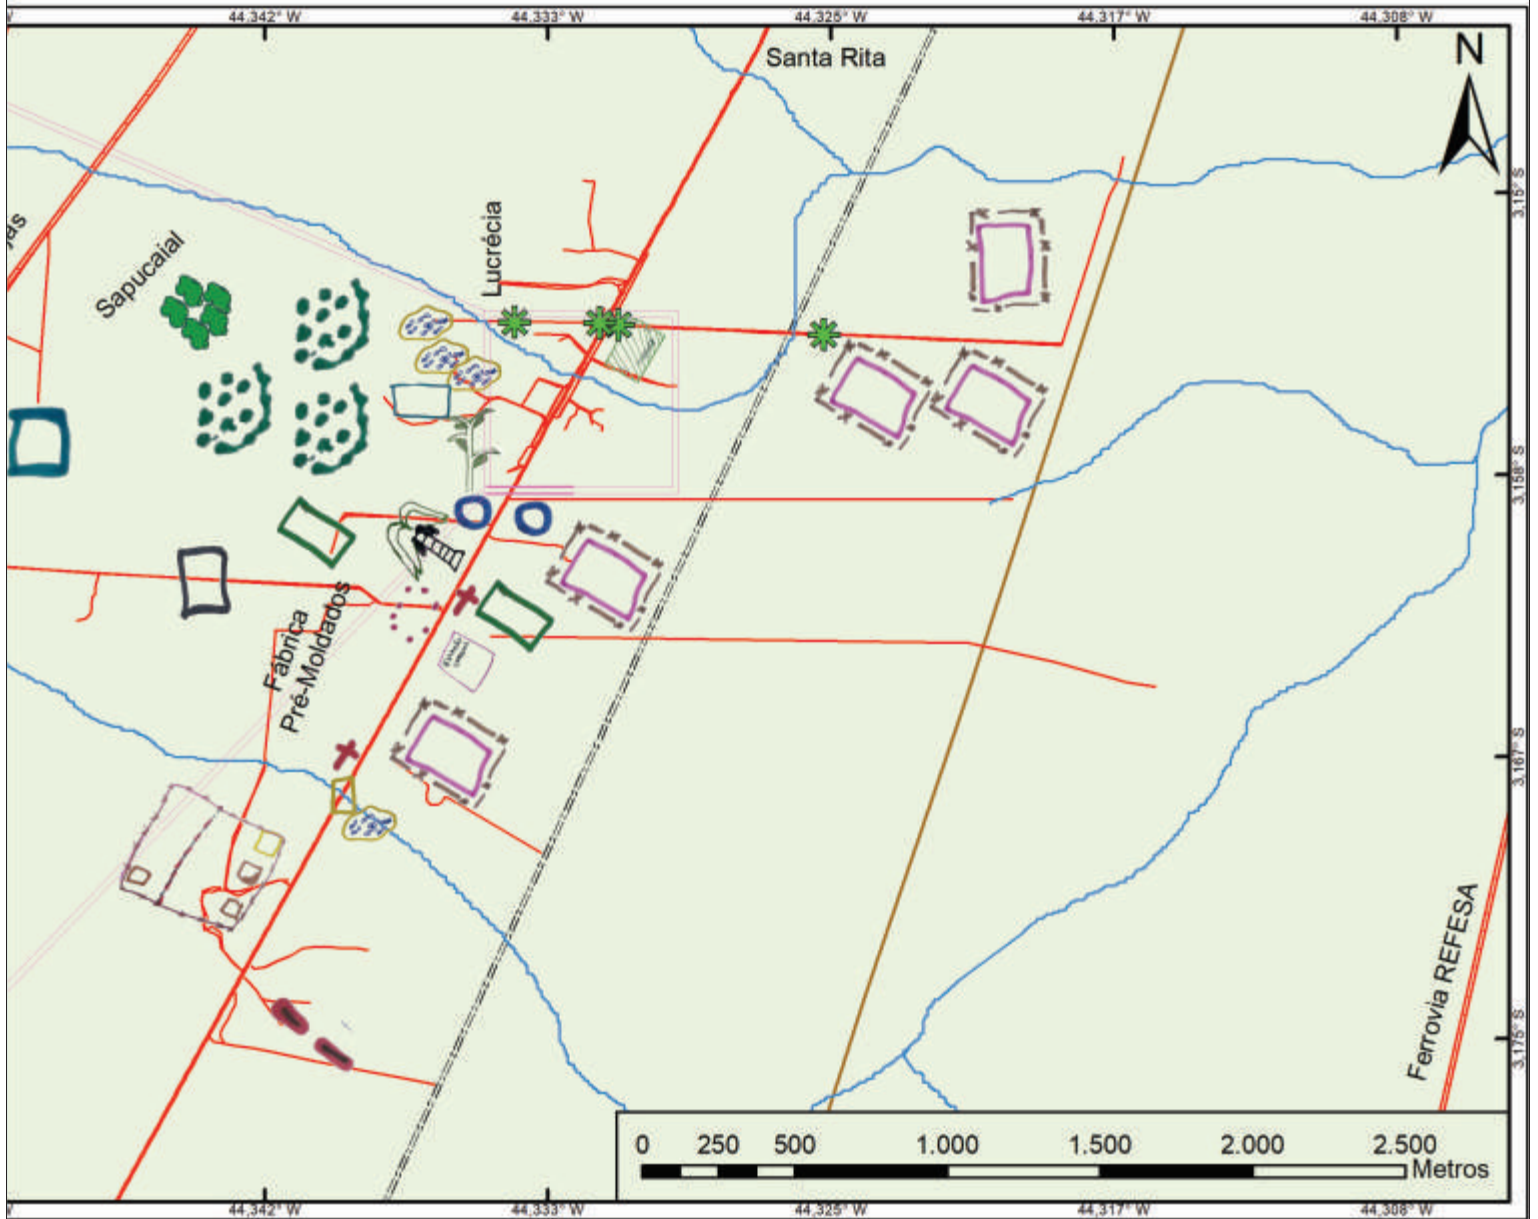 44,342° W
44,333° W
44,325° W
44,317° W
44,308° W
Santa Rita
N
3,15° S
jas
Sapucaial
Lucrécia
3,158° S
Fábrica
Pré-Moldados
3,167° S
Ferrovia REFESA
3,175° S
0 250 500 1.000 1.500 2.000 2.500
Metros
44,342° W
44,333° W
44,325° W
44,317° W
44,308° W